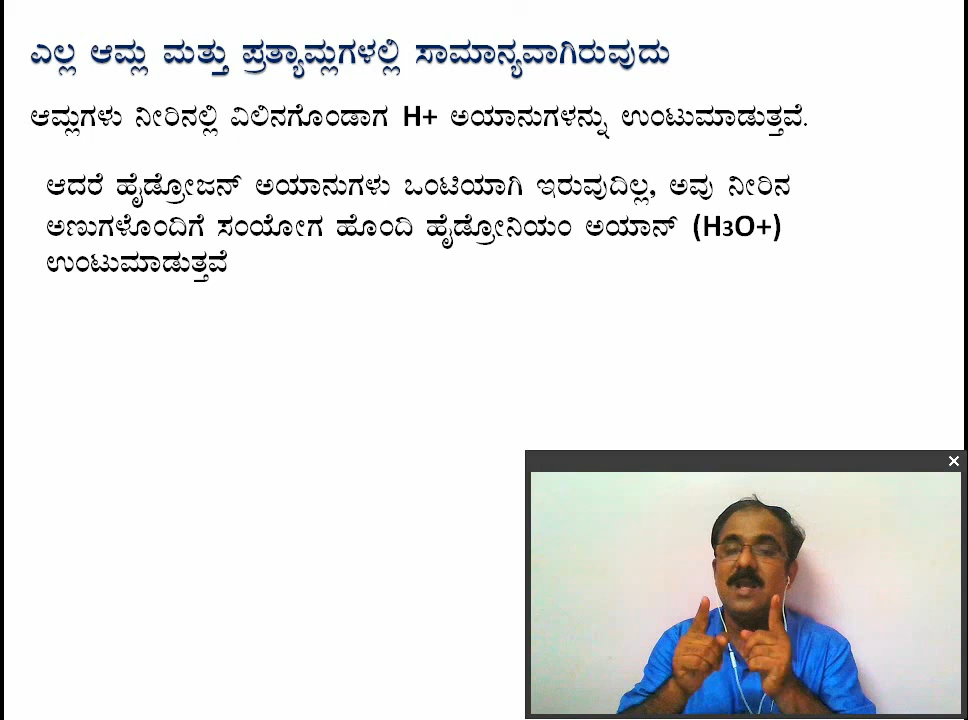 ಎಲ್ಲ ಆಮ್ಲ ಮತ್ತು ಪ್ರತ್ಯಾಮ್ಲಗಳಲ್ಲಿ ಸಾಮಾನ್ಯವಾಗಿರುವುದು
ಆಮ್ಲಗಳು ನೀರಿನಲ್ಲಿ ವಿಲಿನಗೊಂಡಾಗ H+ ಅಯಾನುಗಳನ್ನು ಉಂಟುಮಾಡುತ್ತವೆ.
ಆದರೆ ಹೈಡ್ರೋಜನ್ ಅಯಾನುಗಳು ಒಂಟಿಯಾಗಿ ಇರುವುದಿಲ್ಲ, ಅವು ನೀರಿನ
ಅಣುಗಳೊಂದಿಗೆ ಸಂಯೋಗ ಹೊಂದಿ ಹೈಡ್ರೋನಿಯಂ ಅಯಾನ್ (H3O+)
ಉಂಟುಮಾಡುತ್ತವೆ